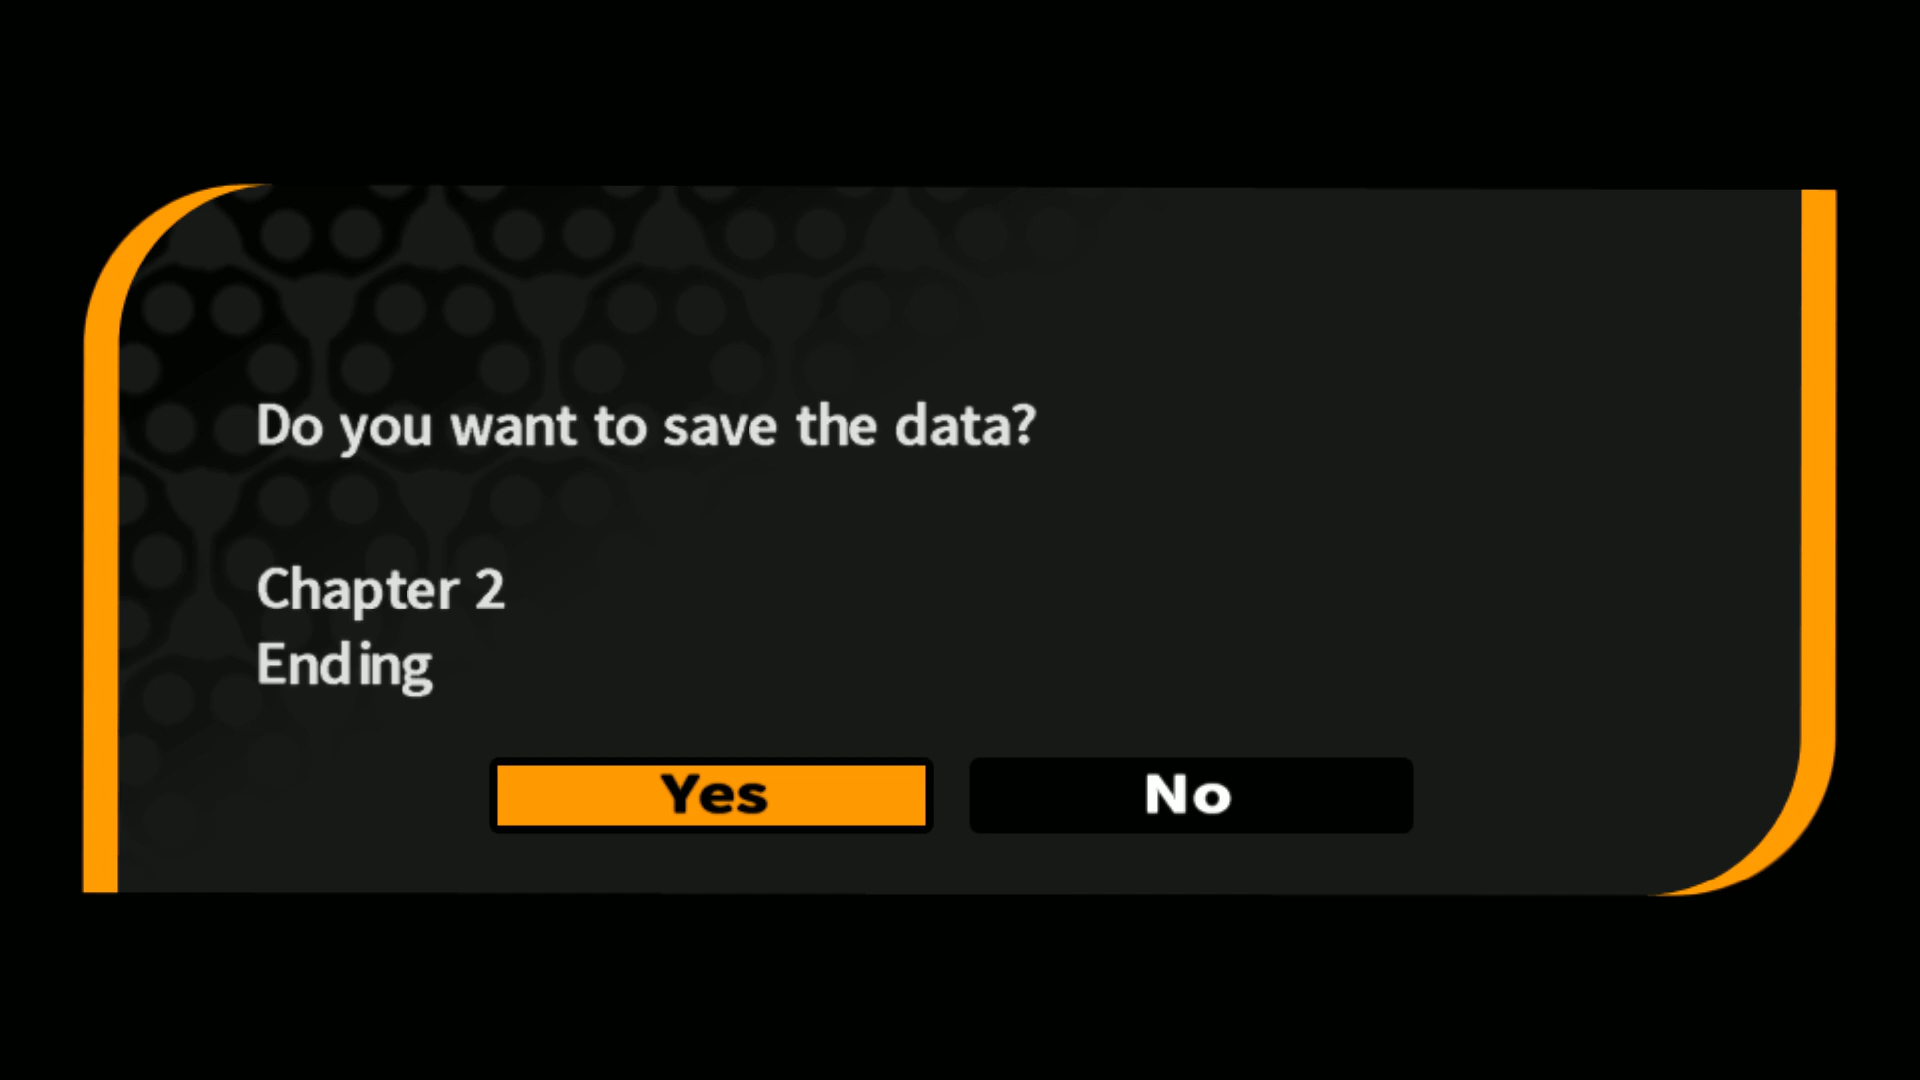 Do you want to save the data?
Chapter 2
Ending
Yes No